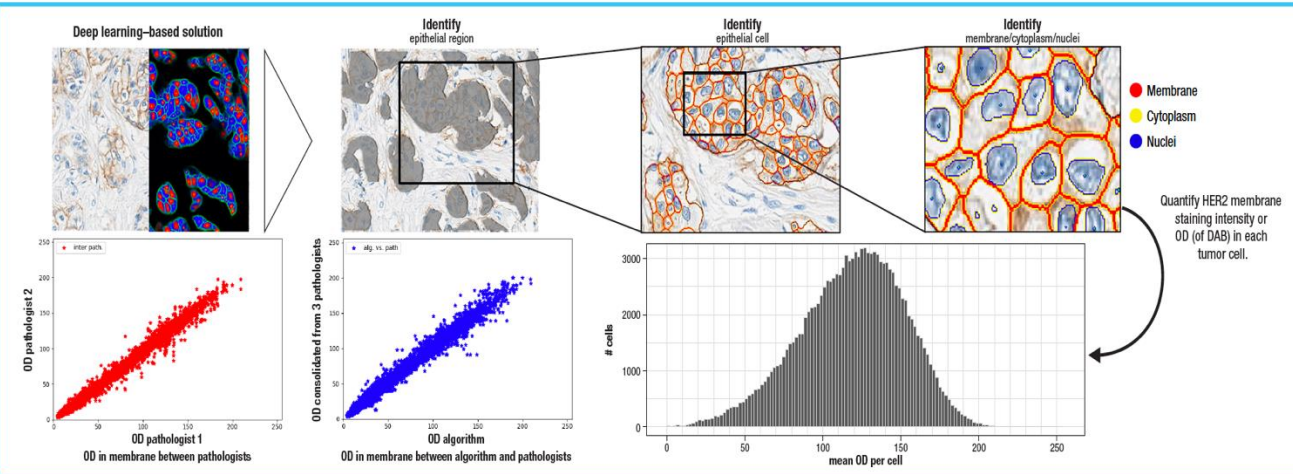 Deep learning–based solution
Identify
epithelial region
Identify
epithelial cell
Identify
membrane/cytoplasm/nuclei
Membrane
Cytoplasm
Nuclei
Quantify HER2 membrane
staining intensity or
OD (of DAB) in each
tumor cell.
250
200
150
100
50
0
inter path.
OD pathologist 2
0 50 100 150 200 250
OD pathologist 1
OD in membrane between pathologists
250
200
150
100
50
0
alg. vs. path
OD consolidated from 3 pathologists
0 50 100 150 200 250
OD algorithm
OD in membrane between algorithm and pathologists
3000
2000
1000
0
# cells
0 50 100 150 200 250
mean OD per cell